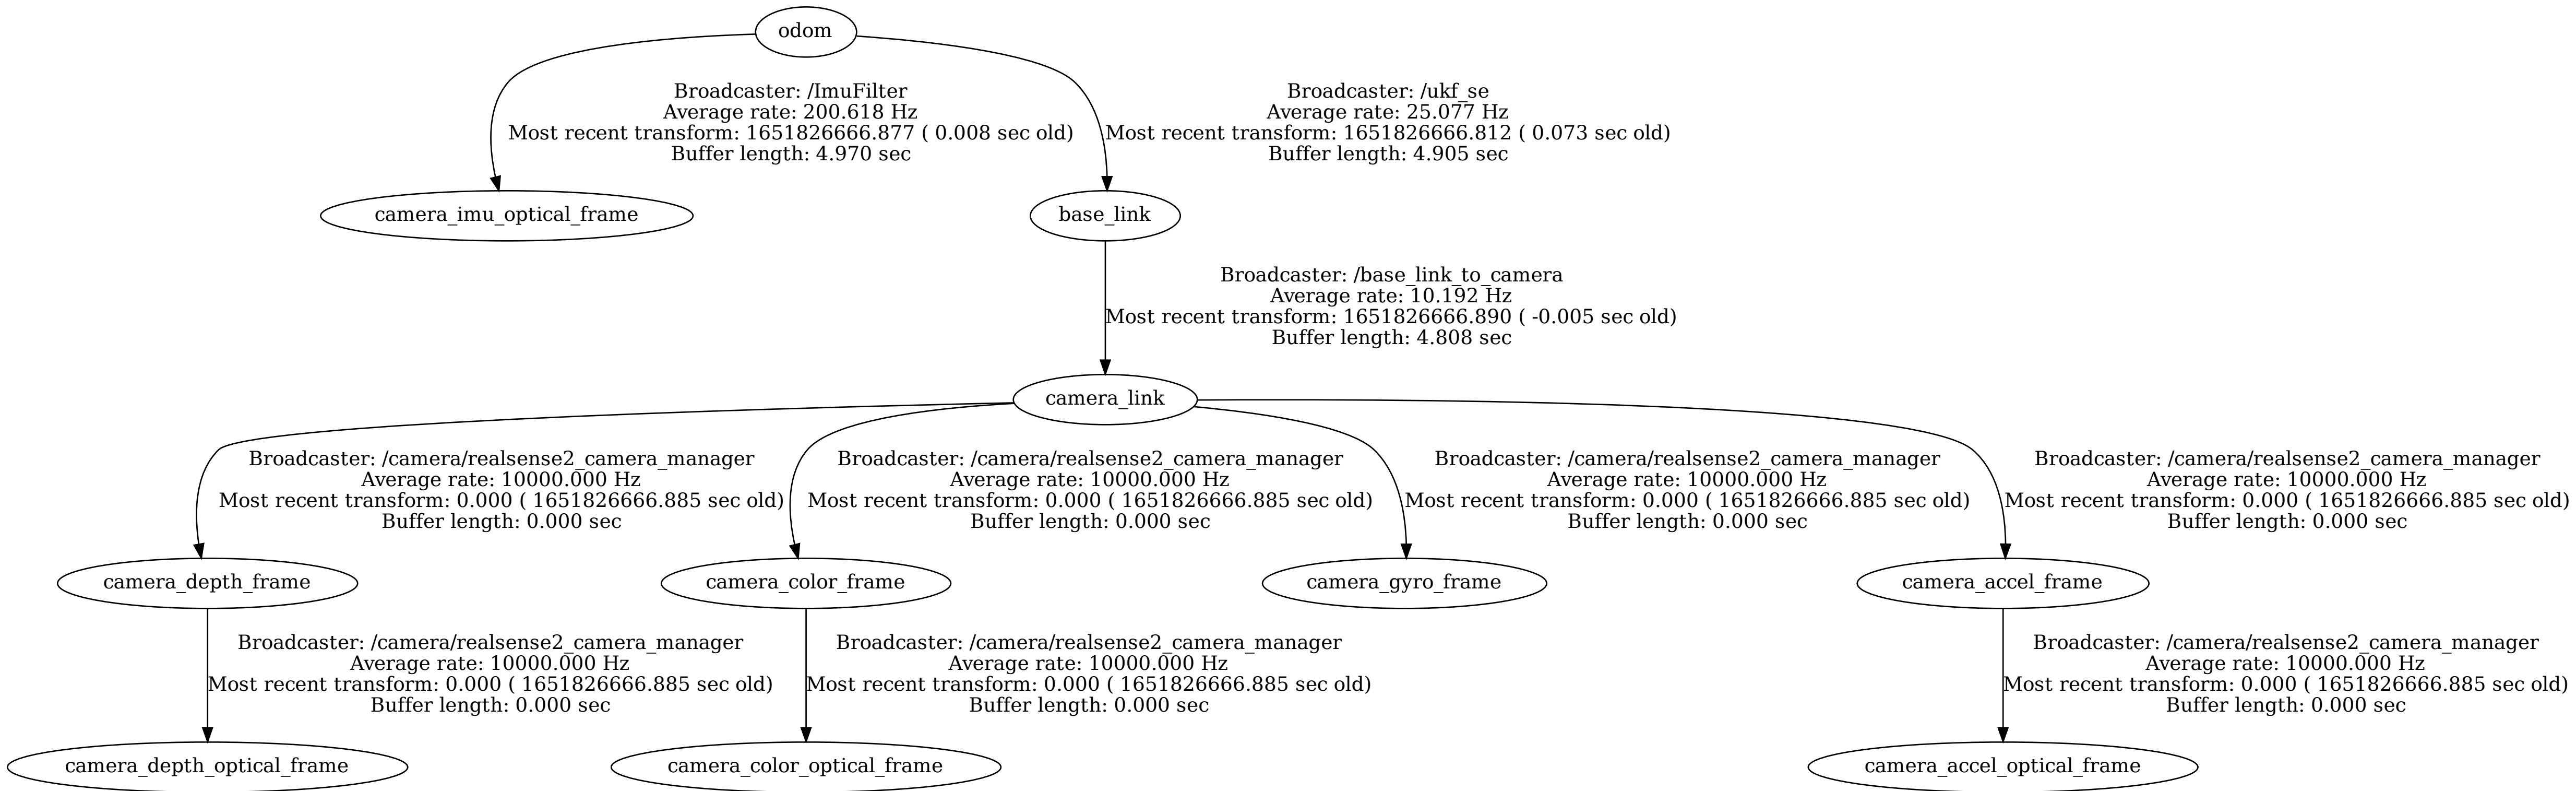 odom
Broadcaster: /ImuFilter
Average rate: 200.618 Hz
Most recent transform: 1651826666.877 ( 0.008 sec old)
Buffer length: 4.970 sec
Broadcaster: /ukf_se
Average rate: 25.077 Hz
Most recent transform: 1651826666.812 ( 0.073 sec old)
Buffer length: 4.905 sec
camera_imu_optical_frame
base_link
Broadcaster: /base_link_to_camera
Average rate: 10.192 Hz
Most recent transform: 1651826666.890 ( -0.005 sec old)
Buffer length: 4.808 sec
camera_link
Broadcaster: /camera/realsense2_camera_manager
Average rate: 10000.000 Hz
Most recent transform: 0.000 ( 1651826666.885 sec old)
Buffer length: 0.000 sec
Broadcaster: /camera/realsense2_camera_manager
Average rate: 10000.000 Hz
Most recent transform: 0.000 ( 1651826666.885 sec old)
Buffer length: 0.000 sec
Broadcaster: /camera/realsense2_camera_manager
Average rate: 10000.000 Hz
Most recent transform: 0.000 ( 1651826666.885 sec old)
Buffer length: 0.000 sec
Broadcaster: /camera/realsense2_camera_manager
Average rate: 10000.000 Hz
Most recent transform: 0.000 ( 1651826666.885 sec old)
Buffer length: 0.000 sec
camera_depth_frame
camera_color_frame
camera_gyro_frame
camera_accel_frame
Broadcaster: /camera/realsense2_camera_manager
Average rate: 10000.000 Hz
Most recent transform: 0.000 ( 1651826666.885 sec old)
Buffer length: 0.000 sec
Broadcaster: /camera/realsense2_camera_manager
Average rate: 10000.000 Hz
Most recent transform: 0.000 ( 1651826666.885 sec old)
Buffer length: 0.000 sec
Broadcaster: /camera/realsense2_camera_manager
Average rate: 10000.000 Hz
Most recent transform: 0.000 ( 1651826666.885 sec old)
Buffer length: 0.000 sec
camera_depth_optical_frame
camera_color_optical_frame
camera_accel_optical_frame